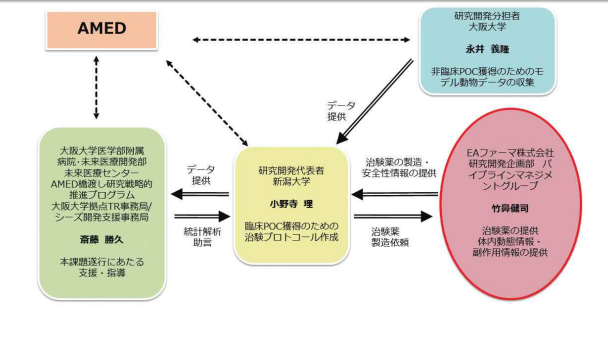 AMED
研究開発分担者
大阪大学
永井 義隆
非臨床POC獲得のためのモ
デル動物データの収集
データ
提供
大阪大学医学部附属
病院・未来医療開発部
未来医療センター
AMED橋渡し研究戦略的
推進プログラム
大阪大学拠点TR事務局/
シーズ開発支援事務局
斎藤 勝久
本課題遂行にあたる
支援・指導
データ
提供
統計解析
助言
研究開発代表者
新潟大学
小野寺 理
臨床POC獲得のための
治験プロトコール作成
治験薬の製造・
安全性情報の提供
治験薬
製造依頼
EAファーマ株式会社
研究開発企画部 パ
イプラインマネジメ
ントグループ
竹鼻健司
治験薬の提供
体内動態情報・
副作用情報の提供